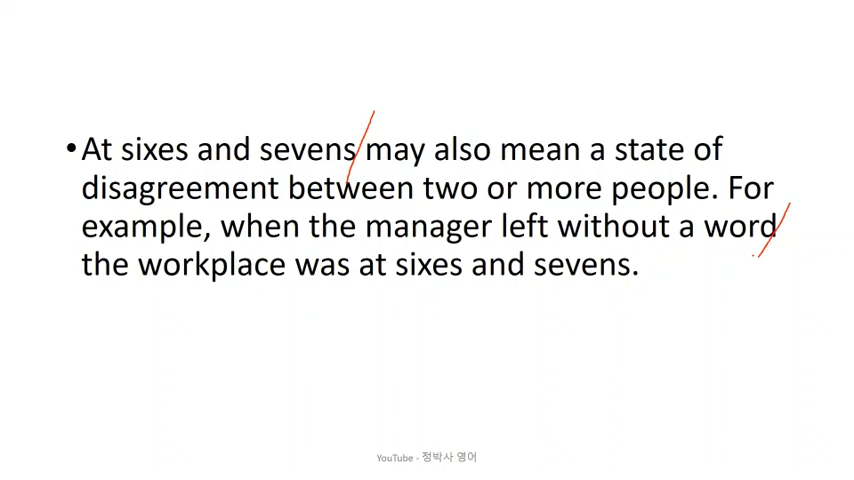 •At sixes and sevens may also mean a state of
disagreement between two or more people. For
example, when the manager left without a word
the workplace was at sixes and sevens.
YouTube - 정박사 영어